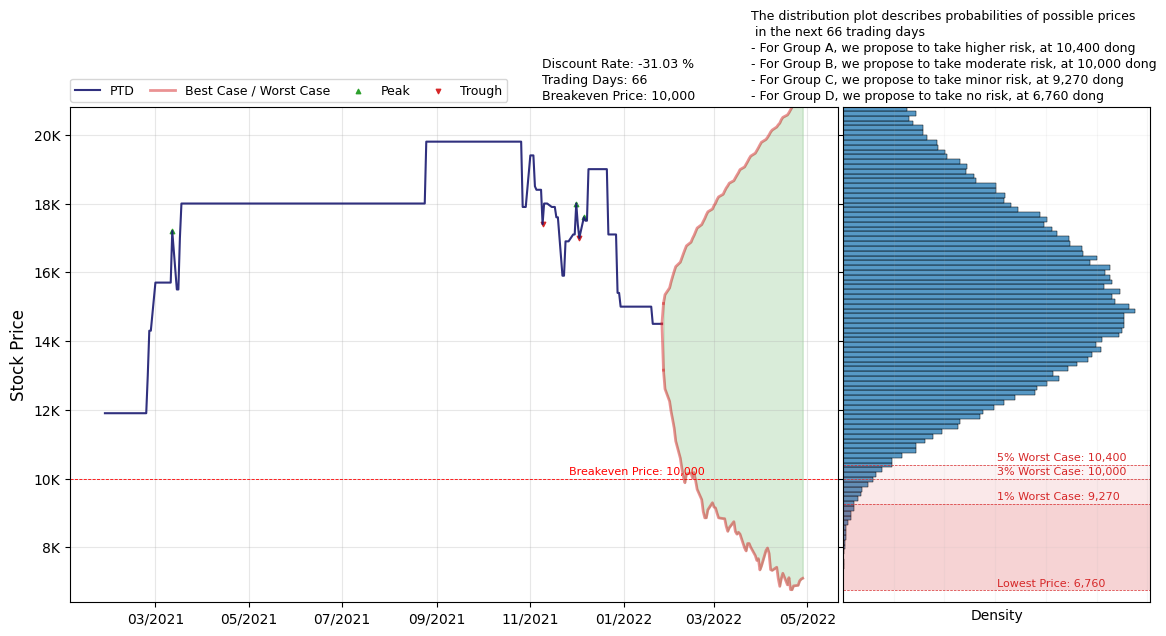 The distribution plot describes probabilities of possible prices
in the next 66 trading days
- For Group A, we propose to take higher risk, at 10,400 dong
- For Group B, we propose to take moderate risk, at 10,000 dong
- For Group C, we propose to take minor risk, at 9,270 dong
- For Group D, we propose to take no risk, at 6,760 dong
Discount Rate: -31.03 %
Trading Days: 66
Breakeven Price: 10,000
PTD
Best Case / Worst Case
Peak
Trough
Stock Price
20K
18K
16K
14K
12K
10K
8K
Breakeven Price: 10,000
03/2021
05/2021
07/2021
09/2021
11/2021
01/2022
03/2022
05/2022
5% Worst Case: 10,400
3% Worst Case: 10,000
1% Worst Case: 9,270
Lowest Price: 6,760
Density